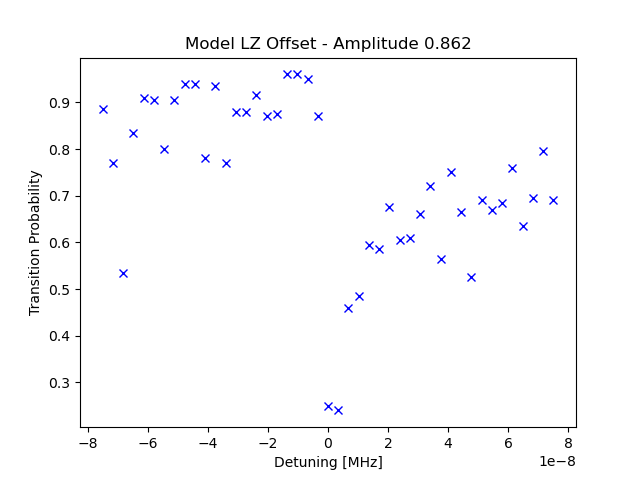 Model LZ Offset - Amplitude 0.862
Transition Probability
0.9
0.8
0.7
0.6
0.5
0.4
0.3
−8 −6 −4 −2 0 2 4 6 8
1e−8
Detuning [MHz]